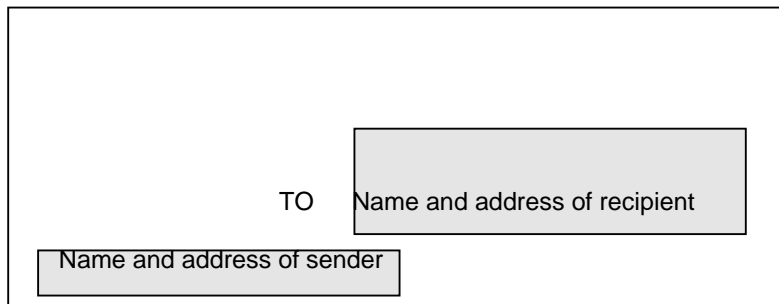 TO Name and address of recipient
Name and address of sender